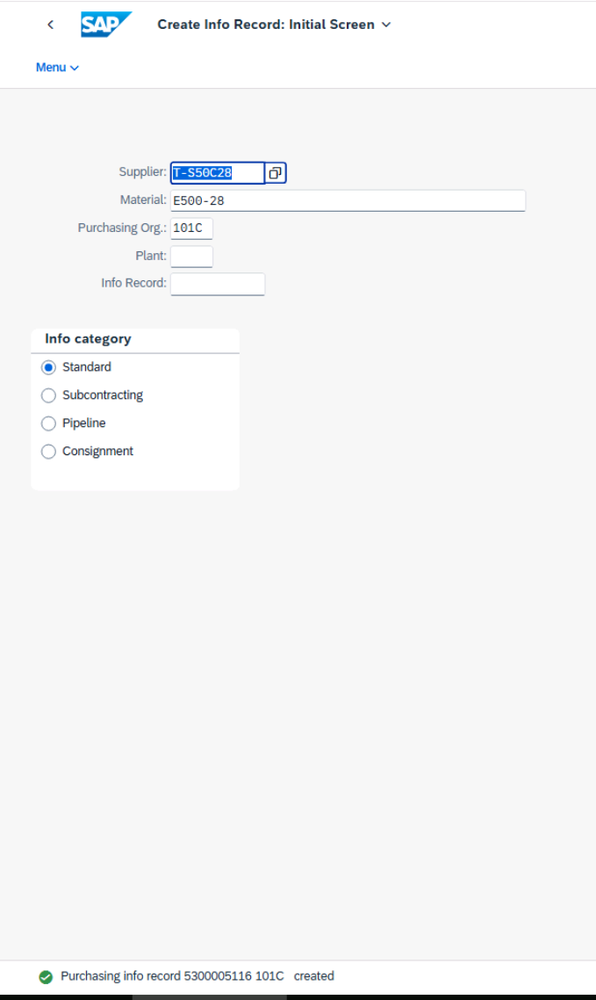 SAP Create Info Record: Initial Screen
Menu
Supplier: T-S50C28
Material: E500-28
Purchasing Org.: 101C
Plant:
Info Record:
Info category
Standard
Subcontracting
Pipeline
Consignment
Purchasing info record 5300005116 101C created